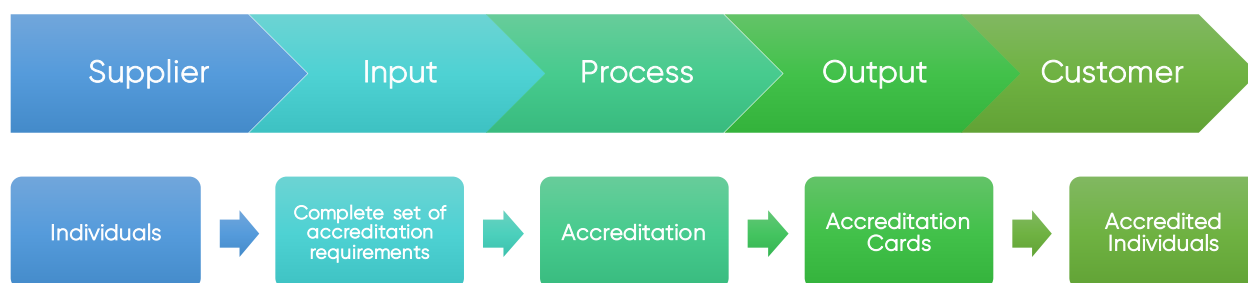 Supplier
Input
Process
Output
Customer
Individuals
Complete set of
accreditation
requirements
Accreditation
Accreditation
Cards
Accredited
Individuals